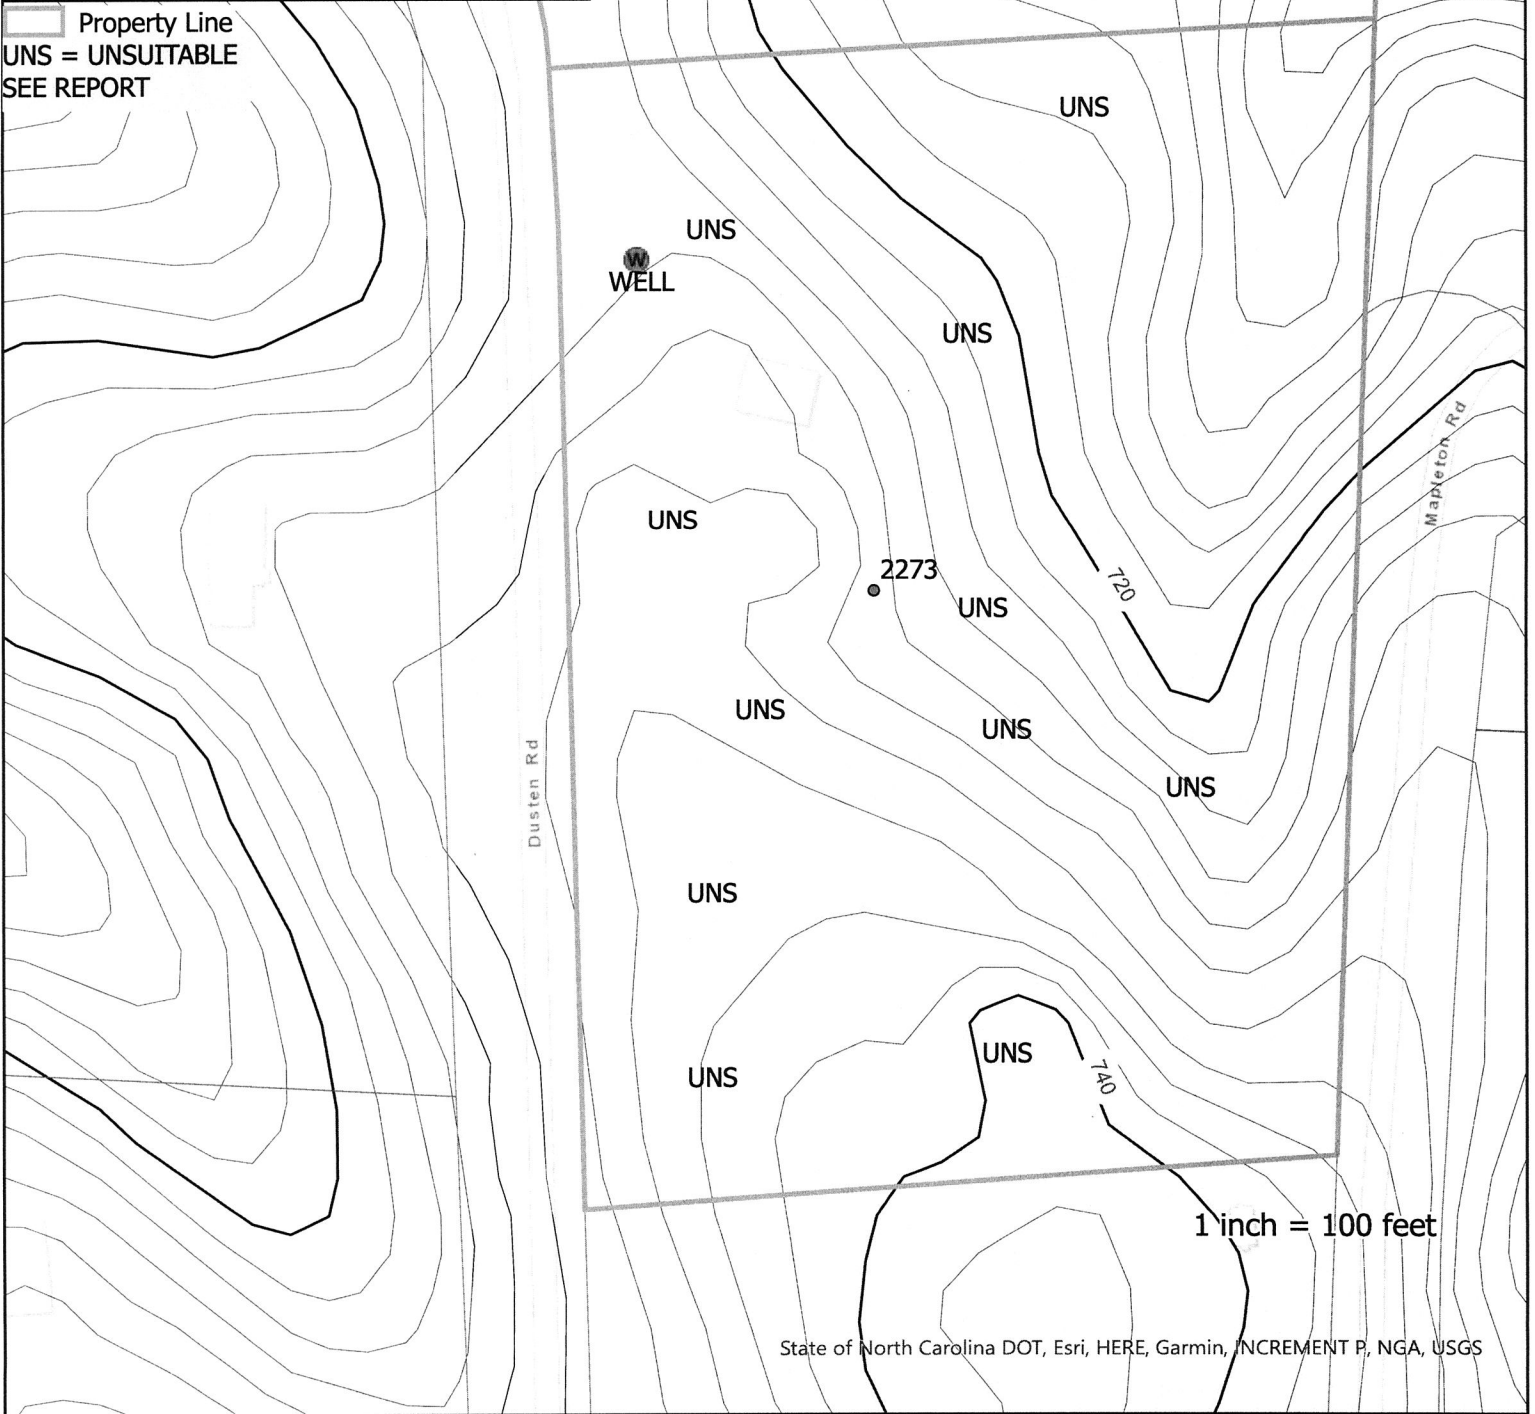 Property Line
UNS = UNSUITABLE
SEE REPORT
UNS
UNS
W
WELL
UNS
Mapleton Rd
UNS
2273
720
UNS
UNS
UNS
Dusten Rd
UNS
UNS
UNS
740
UNS
1 inch = 100 feet
State of North Carolina DOT, Esri, HERE, Garmin, INCREMENT P, NGA, USGS